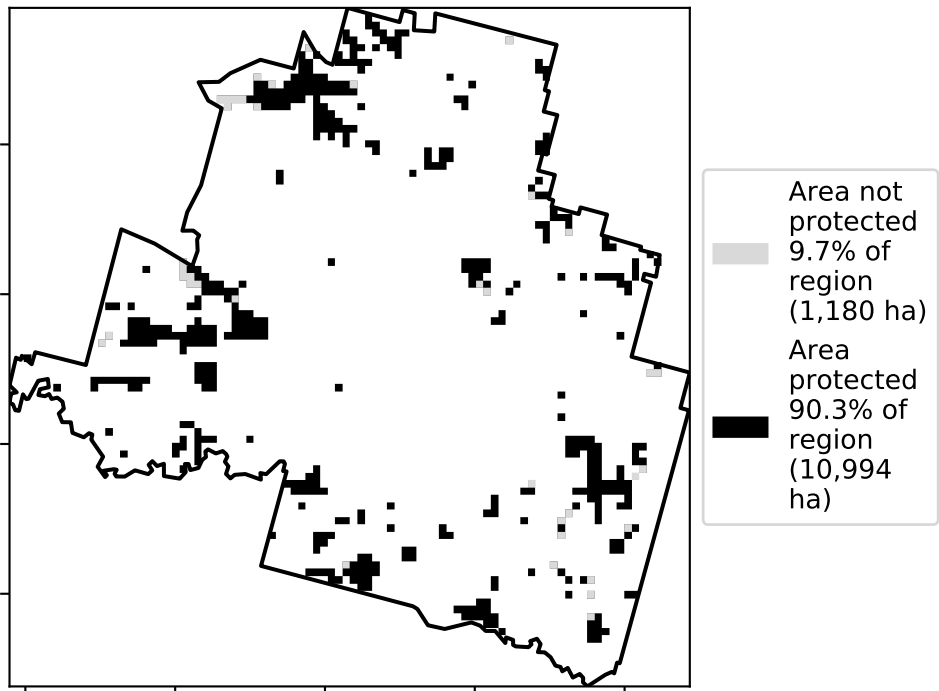 Area not
protected
9.7% of
region
(1,180 ha)
Area
protected
90.3% of
region
(10,994
ha)